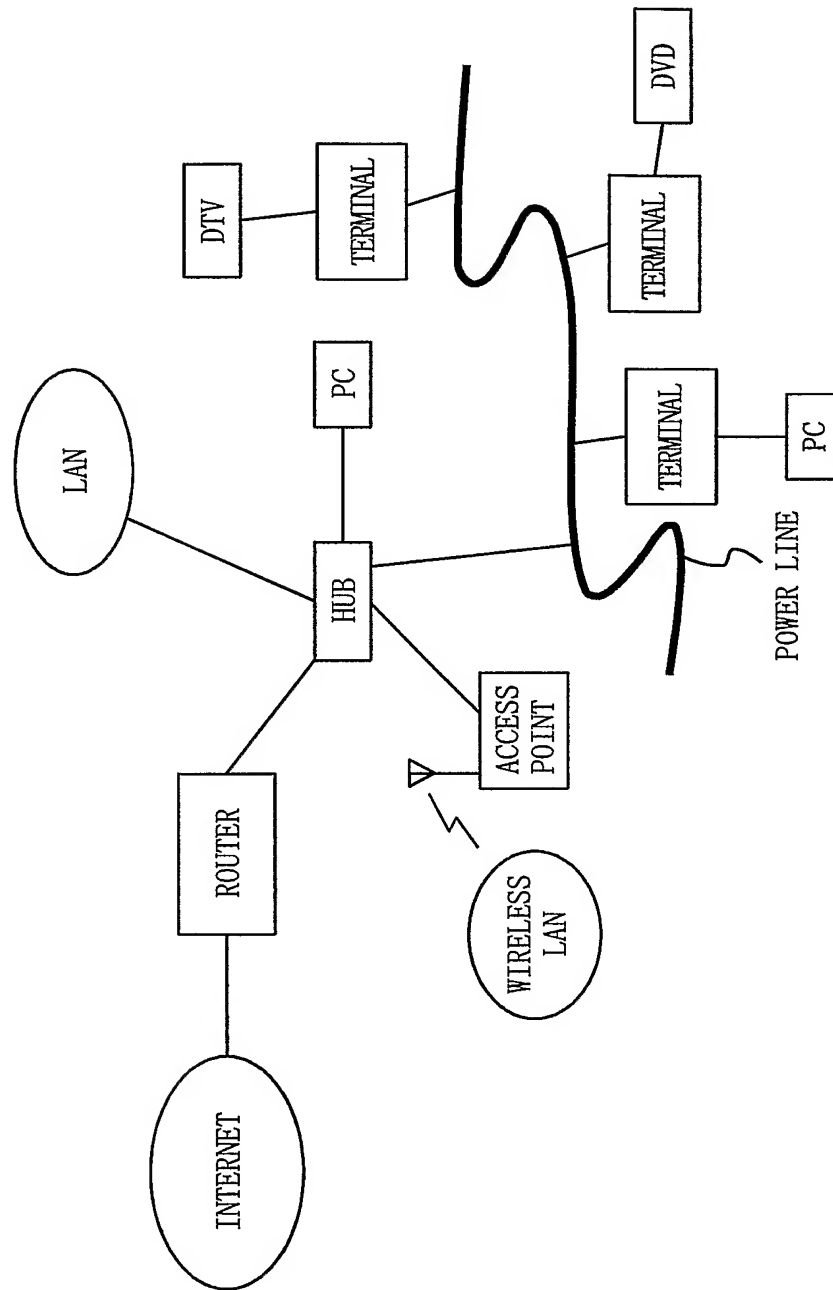 INTERNET
ROUTER
LAN
HUB
PC
DTV
TERMINAL
WIRELESS
LAN
ACCESS
POINT
POWER LINE
TERMINAL
PC
TERMINAL
DVD